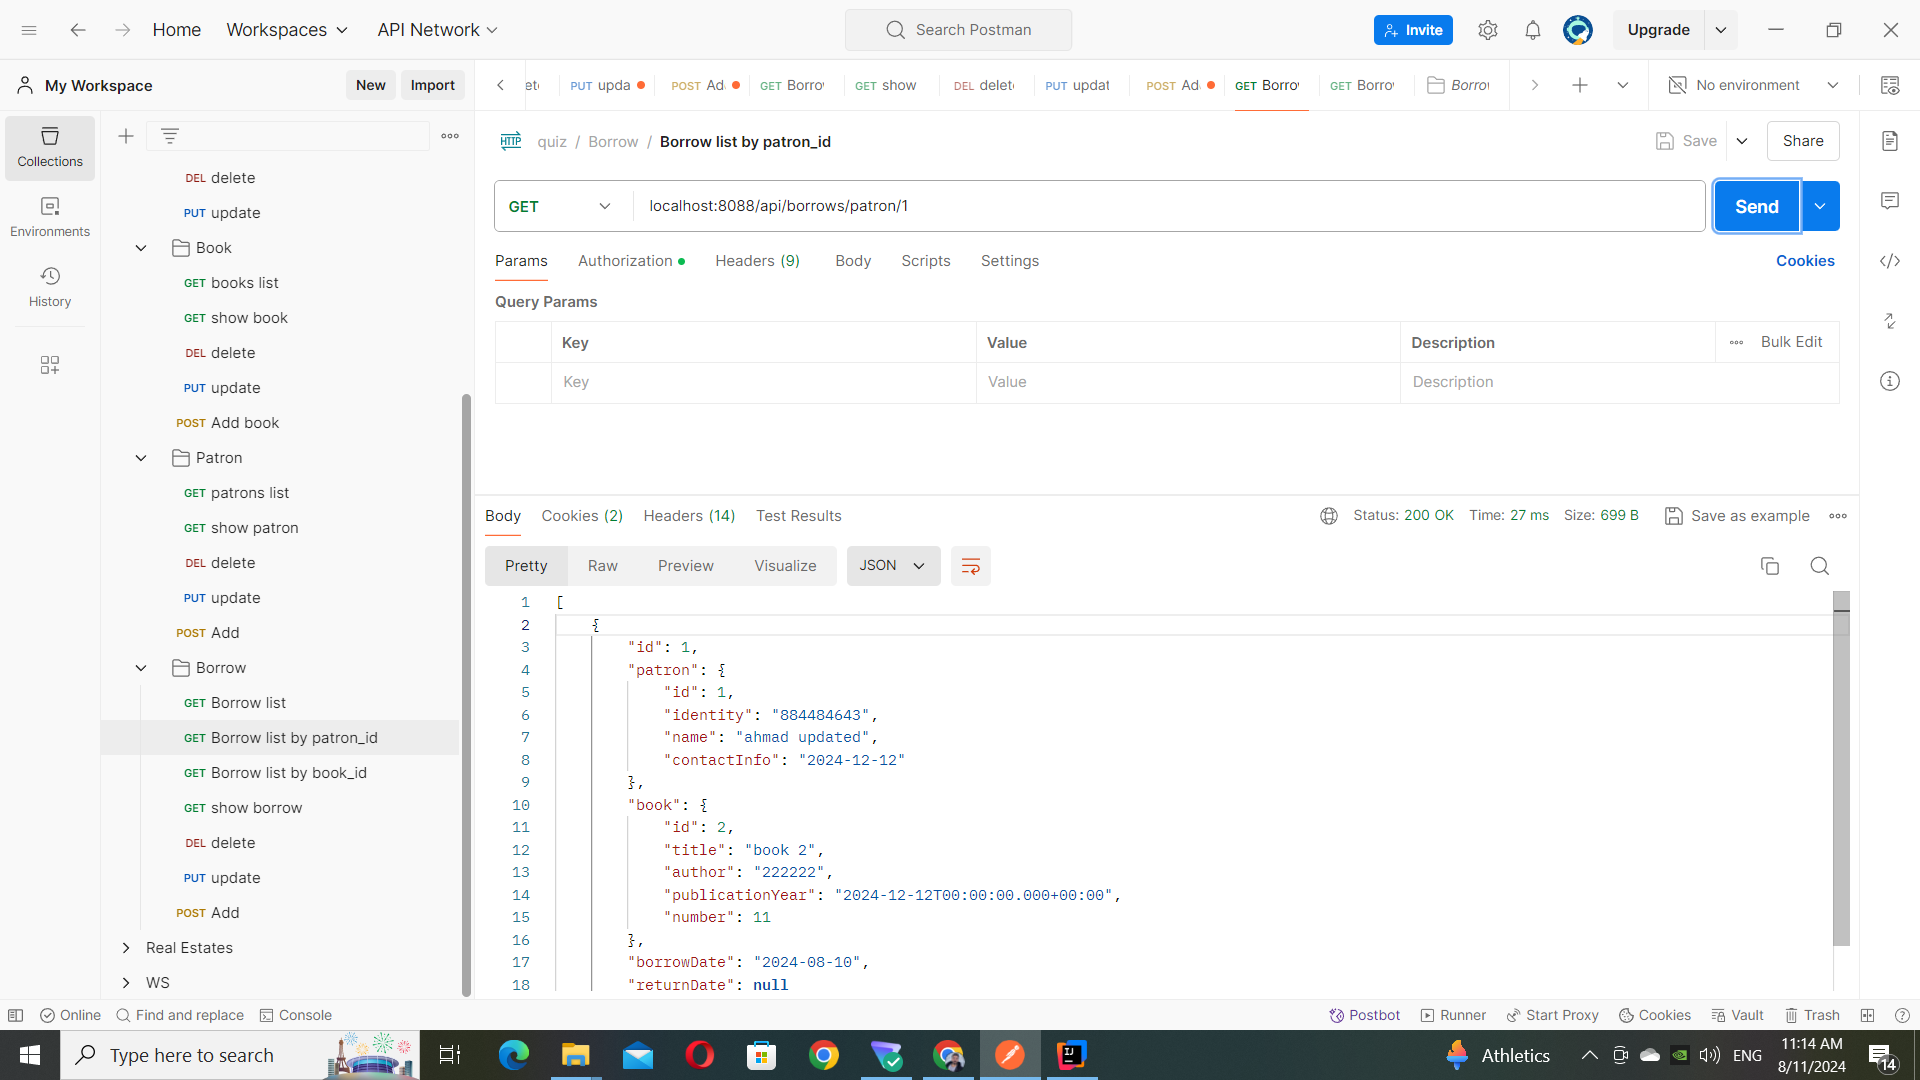 Home Workspaces API Network Search Postman Invite Upgrade
My Workspace New Import PUT upda POST Ad GET Borro GET show DEL delete PUT updat POST Ad GET Borro GET Borro Borro No environment
Collections
Environments
History
DEL delete
PUT update
Book
GET books list
GET show book
DEL delete
PUT update
POST Add book
Patron
GET patrons list
GET show patron
DEL delete
PUT update
POST Add
Borrow
GET Borrow list
GET Borrow list by patron_id
GET Borrow list by book_id
GET show borrow
DEL delete
PUT update
POST Add
Real Estates
WS
HTTP quiz / Borrow / Borrow list by patron_id Save Share
GET localhost:8088/api/borrows/patron/1 Send
Params Authorization Headers (9) Body Scripts Settings Cookies
Query Params
Key Value Description Bulk Edit
Key Value Description
Body Cookies (2) Headers (14) Test Results Status: 200 OK Time: 27 ms Size: 699 B Save as example
Pretty Raw Preview Visualize JSON
1 [
2 {
3 "id": 1,
4 "patron": {
5 "id": 1,
6 "identity": "884484643",
7 "name": "ahmad updated",
8 "contactInfo": "2024-12-12"
9 },
10 "book": {
11 "id": 2,
12 "title": "book 2",
13 "author": "222222",
14 "publicationYear": "2024-12-12T00:00:00.000+00:00",
15 "number": 11
16 },
17 "borrowDate": "2024-08-10",
18 "returnDate": null
Online Find and replace Console Postbot Runner Start Proxy Cookies Vault Trash
Type here to search Athletics ENG 11:14 AM
8/11/2024 14